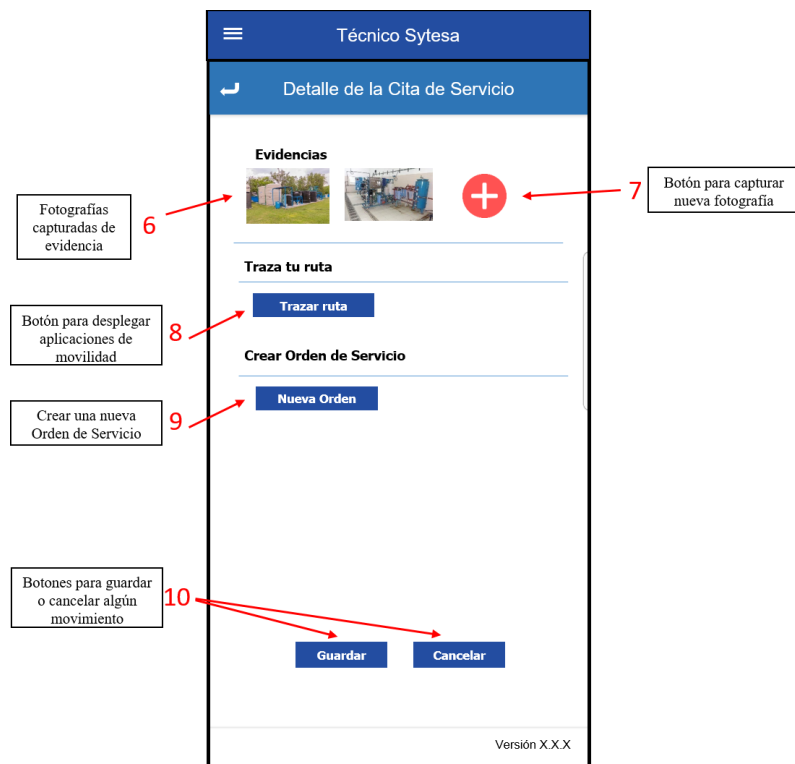 Técnico Sytesa
Detalle de la Cita de Servicio
Evidencias
Fotografías
capturadas de
evidencia
6
7
Botón para capturar
nueva fotografía
Traza tu ruta
Trazar ruta
Botón para desplegar
aplicaciones de
movilidad
8
Crear Orden de Servicio
Nueva Orden
Crear una nueva
Orden de Servicio
9
Botones para guardar
o cancelar algún
movimiento
10
Guardar
Cancelar
Versión X.X.X